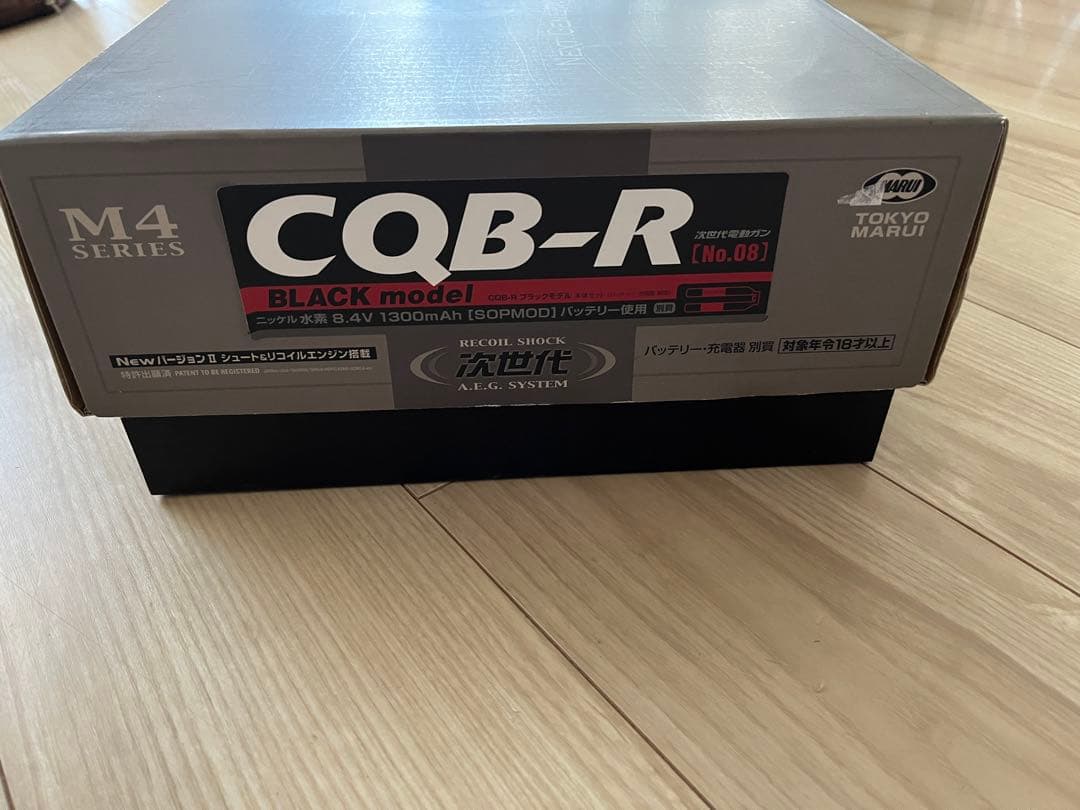 M4
SERIES
CQB-R
次世代電動ガン
[No.08]
BLACK model
CQB-R ブラックモデル
ニッケル水素 8.4V 1300mAh [SOPMOD] バッテリー使用 別売
MARUI
TOKYO
MARUI
New バージョンⅡ シュート&リコイルエンジン搭載
特許出願済 PATENT TO BE REGISTERED
RECOIL SHOCK
次世代
A.E.G. SYSTEM
バッテリー・充電器 別買 対象年令18才以上